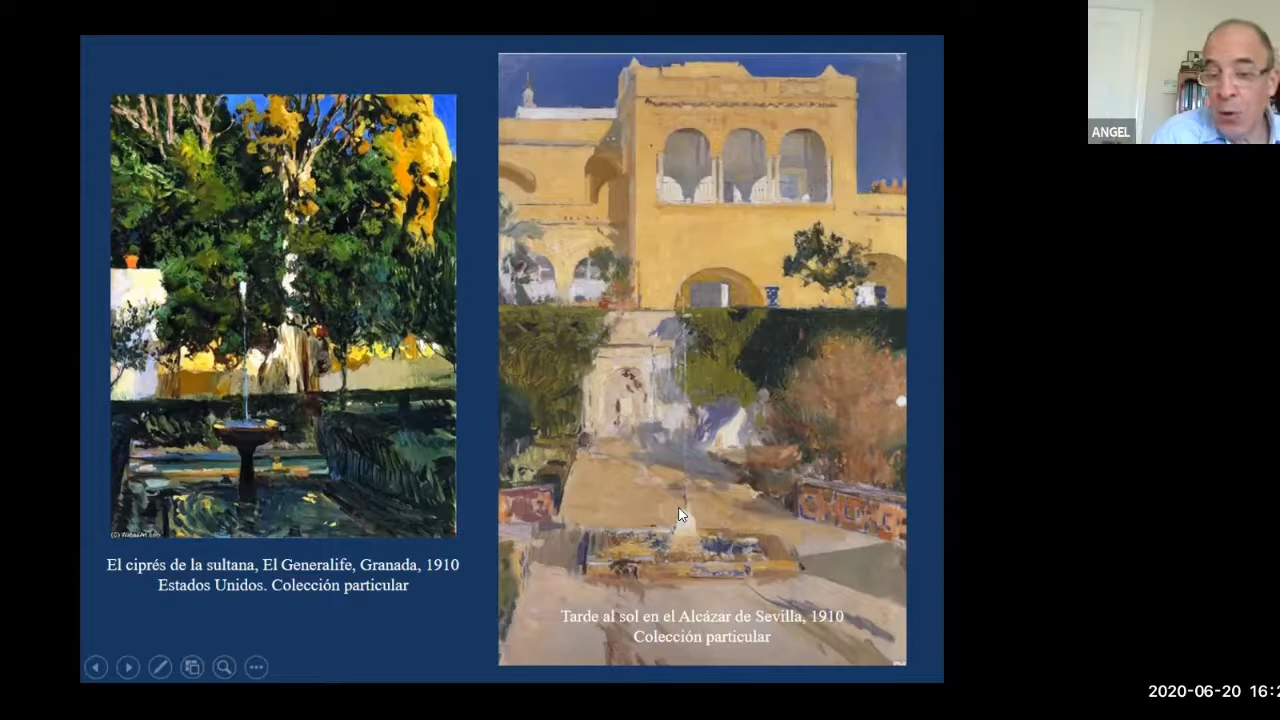 ANGEL
El ciprés de la sultana, El Generalife, Granada, 1910
Estados Unidos. Colección particular
Tarde al sol en el Alcázar de Sevilla, 1910
Colección particular
2020-06-20 16:2